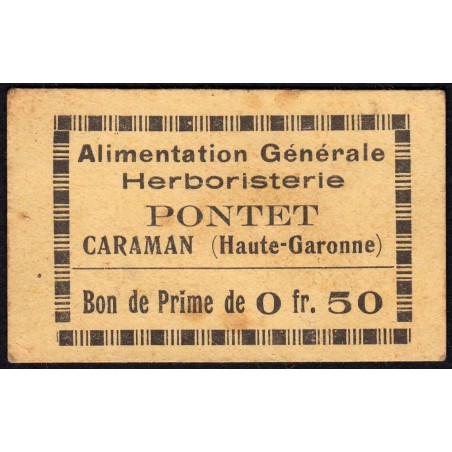 Alimentation Générale
Herboristerie
PONTET
CARAMAN (Haute-Garonne)
Bon de Prime de 0 fr. 50